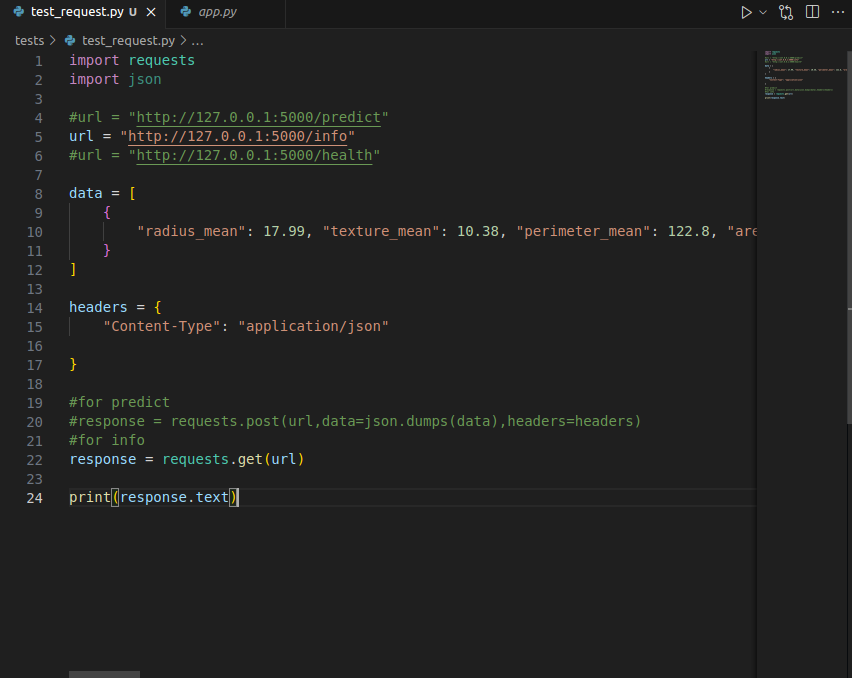 test_request.py U
app.py
tests > test_request.py > ...
1 import requests
2 import json
3
4 #url = "http://127.0.0.1:5000/predict"
5 url = "http://127.0.0.1:5000/info"
6 #url = "http://127.0.0.1:5000/health"
7
8 data = [
9     {
10         "radius_mean": 17.99, "texture_mean": 10.38, "perimeter_mean": 122.8, "are
11     }
12 ]
13
14 headers = {
15     "Content-Type": "application/json"
16
17 }
18
19 #for predict
20 #response = requests.post(url,data=json.dumps(data),headers=headers)
21 #for info
22 response = requests.get(url)
23
24 print(response.text)